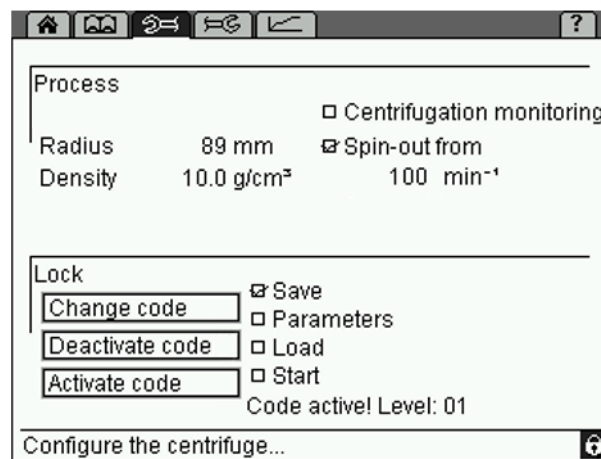 ?
Process
Centrifugation monitoring
Radius 89 mm Spin-out from
Density 10.0 g/cm³ 100 min⁻¹
Lock
Save
Change code
Parameters
Deactivate code Load
Activate code Start
Code active! Level: 01
Configure the centrifuge...